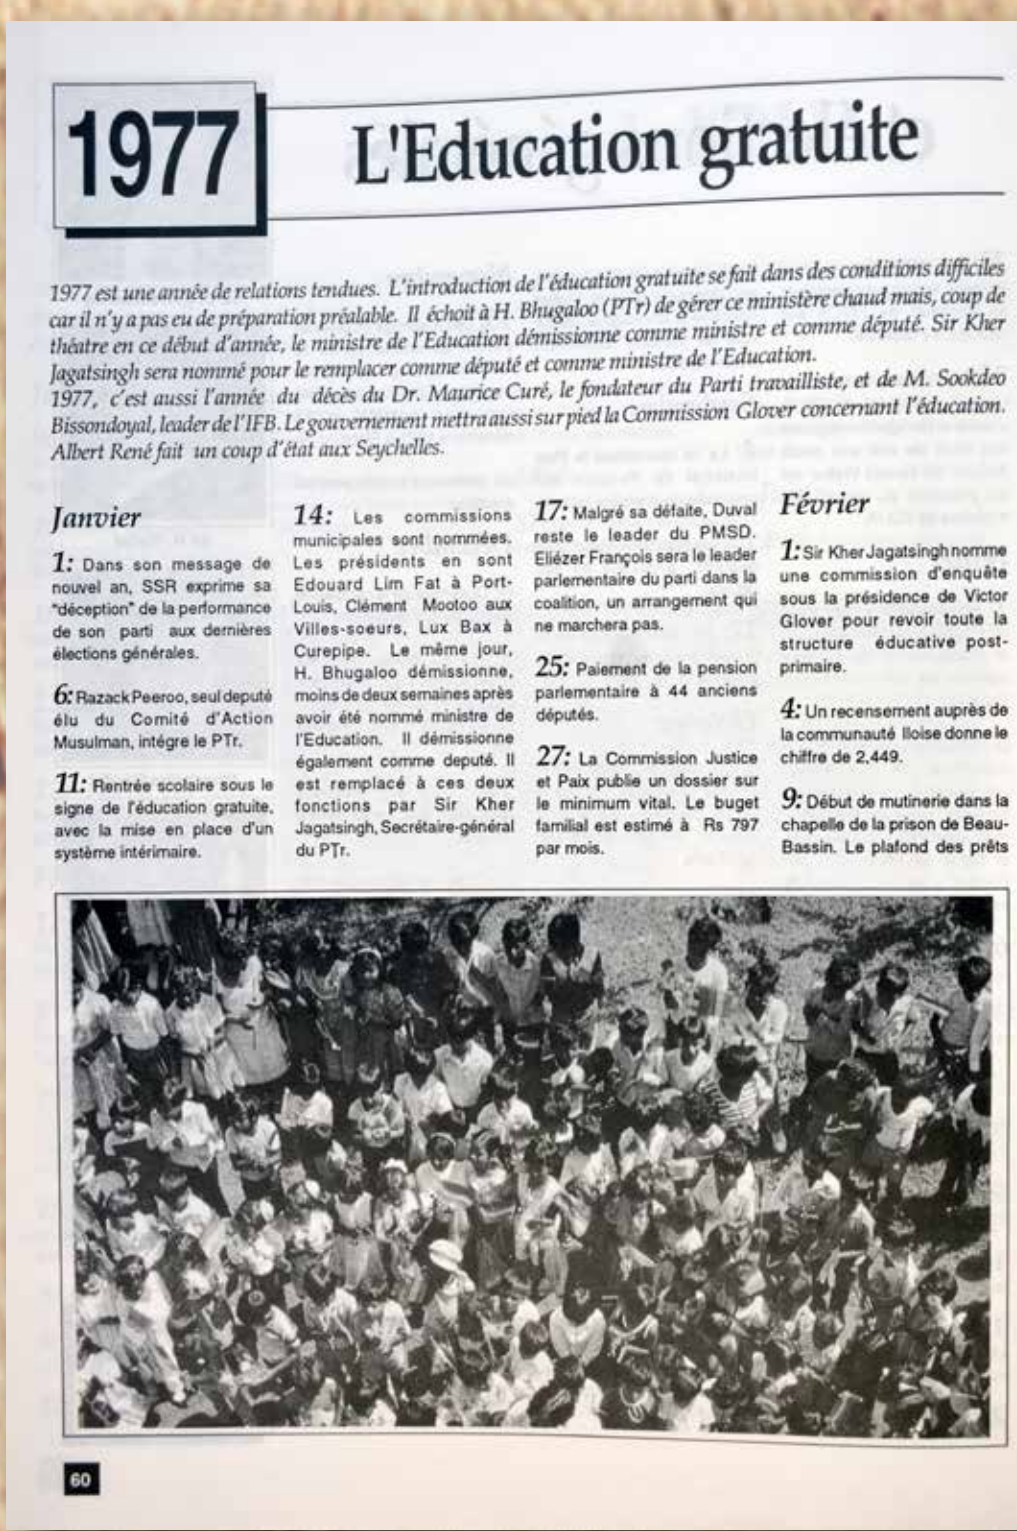 1977
L'Education gratuite
1977 est une année de relations tendues. L'introduction de l'éducation gratuite se fait dans des conditions difficiles
car il n'y a pas eu de préparation préalable. Il échoit à H. Bhugaloo (PTr) de gérer ce ministère chaud mais, coup de
théatre en ce début d'année, le ministre de l'Education démissionne comme ministre et comme député. Sir Kher
Jagatsingh sera nommé pour le remplacer comme député et comme ministre de l'Education.
1977, c'est aussi l'année du décès du Dr. Maurice Curé, le fondateur du Parti travailliste, et de M. Sookdeo
Bissondoyal, leader de l'IFB. Le gouvernement mettra aussi sur pied la Commission Glover concernant l'éducation.
Albert René fait un coup d'état aux Seychelles.
Janvier
1: Dans son message de
nouvel an, SSR exprime sa
"déception" de la performance
de son parti aux dernières
élections générales.
6: Razack Peeroo, seul deputé
élu du Comité d'Action
Musulman, intégre le PTr.
11: Rentrée scolaire sous le
signe de l'éducation gratuite,
avec la mise en place d'un
système intérimaire.
14: Les commissions
municipales sont nommées.
Les présidents en sont
Edouard Lim Fat à Port-
Louis, Clément Mootoo aux
Villes-soeurs, Lux Bax à
Curepipe. Le même jour,
H. Bhugaloo démissionne,
moins de deux semaines après
avoir été nommé ministre de
l'Education. Il démissionne
également comme deputé. Il
est remplacé à ces deux
fonctions par Sir Kher
Jagatsingh, Secrétaire-général
du PTr.
17: Malgré sa défaite, Duval
reste le leader du PMSD.
Eliézer François sera le leader
parlementaire du parti dans la
coalition, un arrangement qui
ne marchera pas.
25: Paiement de la pension
parlementaire à 44 anciens
députés.
27: La Commission Justice
et Paix publie un dossier sur
le minimum vital. Le buget
familial est estimé à Rs 797
par mois.
Février
1: Sir Kher Jagatsingh nomme
une commission d'enquête
sous la présidence de Victor
Glover pour revoir toute la
structure éducative post-
primaire.
4: Un recensement auprès de
la communauté Iloise donne le
chiffre de 2,449.
9: Début de mutinerie dans la
chapelle de la prison de Beau-
Bassin. Le plafond des prêts
60